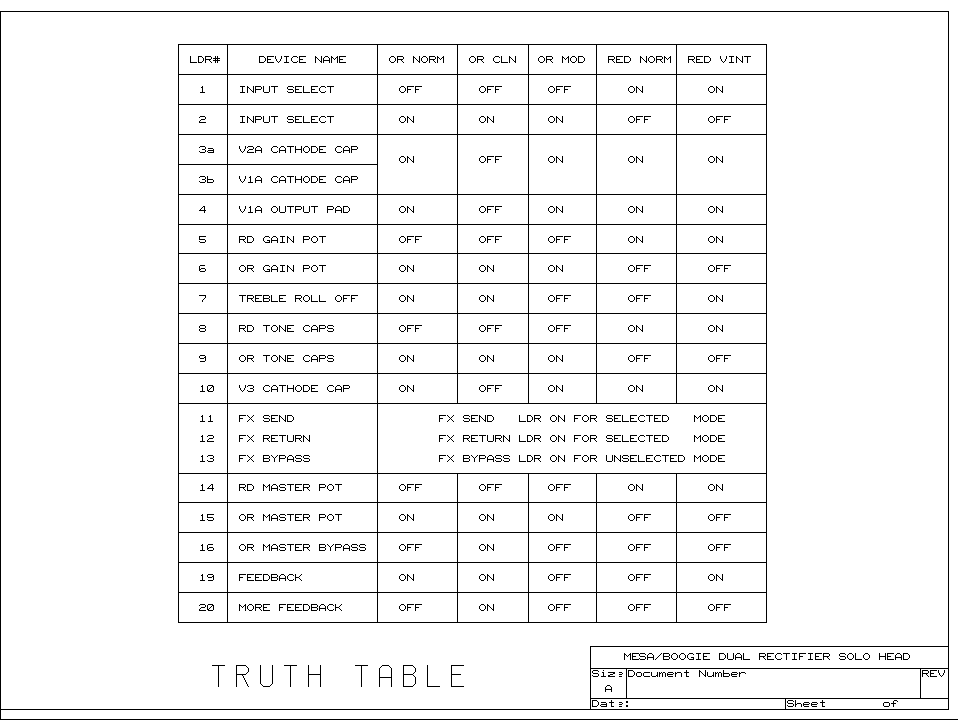 LDR# DEVICE NAME OR NORM OR CLN OR MOD RED NORM RED VINT
1 INPUT SELECT OFF OFF OFF ON ON
2 INPUT SELECT ON ON ON OFF OFF
3a V2A CATHODE CAP
ON OFF ON ON ON
3b V1A CATHODE CAP
4 V1A OUTPUT PAD ON OFF ON ON ON
5 RD GAIN POT OFF OFF OFF ON ON
6 OR GAIN POT ON ON ON OFF OFF
7 TREBLE ROLL OFF ON ON OFF OFF ON
8 RD TONE CAPS OFF OFF OFF ON ON
9 OR TONE CAPS ON ON ON OFF OFF
10 V3 CATHODE CAP ON OFF ON ON ON
11 FX SEND FX SEND LDR ON FOR SELECTED MODE
12 FX RETURN FX RETURN LDR ON FOR SELECTED MODE
13 FX BYPASS FX BYPASS LDR ON FOR UNSELECTED MODE
14 RD MASTER POT OFF OFF OFF ON ON
15 OR MASTER POT ON ON ON OFF OFF
16 OR MASTER BYPASS OFF ON OFF OFF OFF
19 FEEDBACK ON ON OFF OFF ON
20 MORE FEEDBACK OFF ON OFF OFF OFF
TRUTH TABLE
MESA/BOOGIE DUAL RECTIFIER SOLO HEAD
Size Document Number REV
A
Date: Sheet of